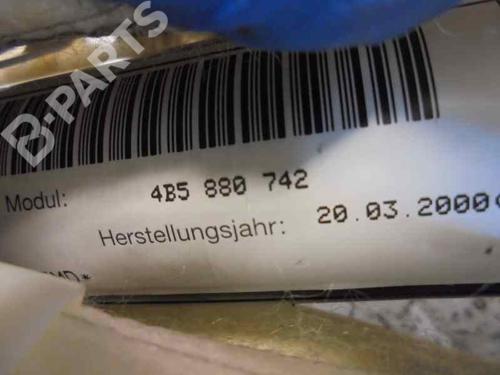 B-PARTS
Modul: 4B5 880 742
Herstellungsjahr: 20.03.2000